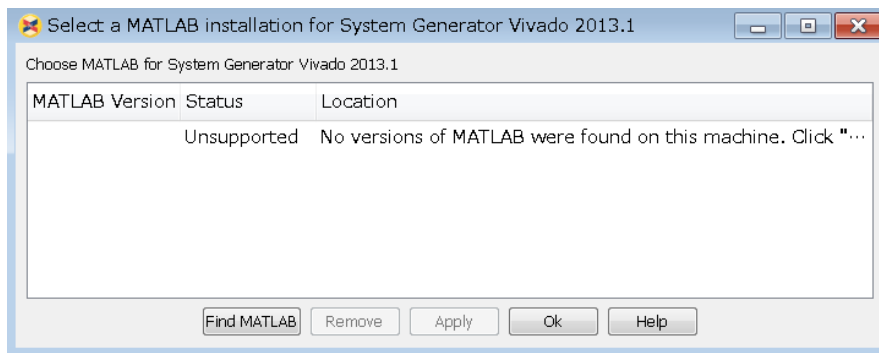 Select a MATLAB installation for System Generator Vivado 2013.1
Choose MATLAB for System Generator Vivado 2013.1
MATLAB Version Status Location
Unsupported No versions of MATLAB were found on this machine. Click "...
Find MATLAB Remove Apply Ok Help